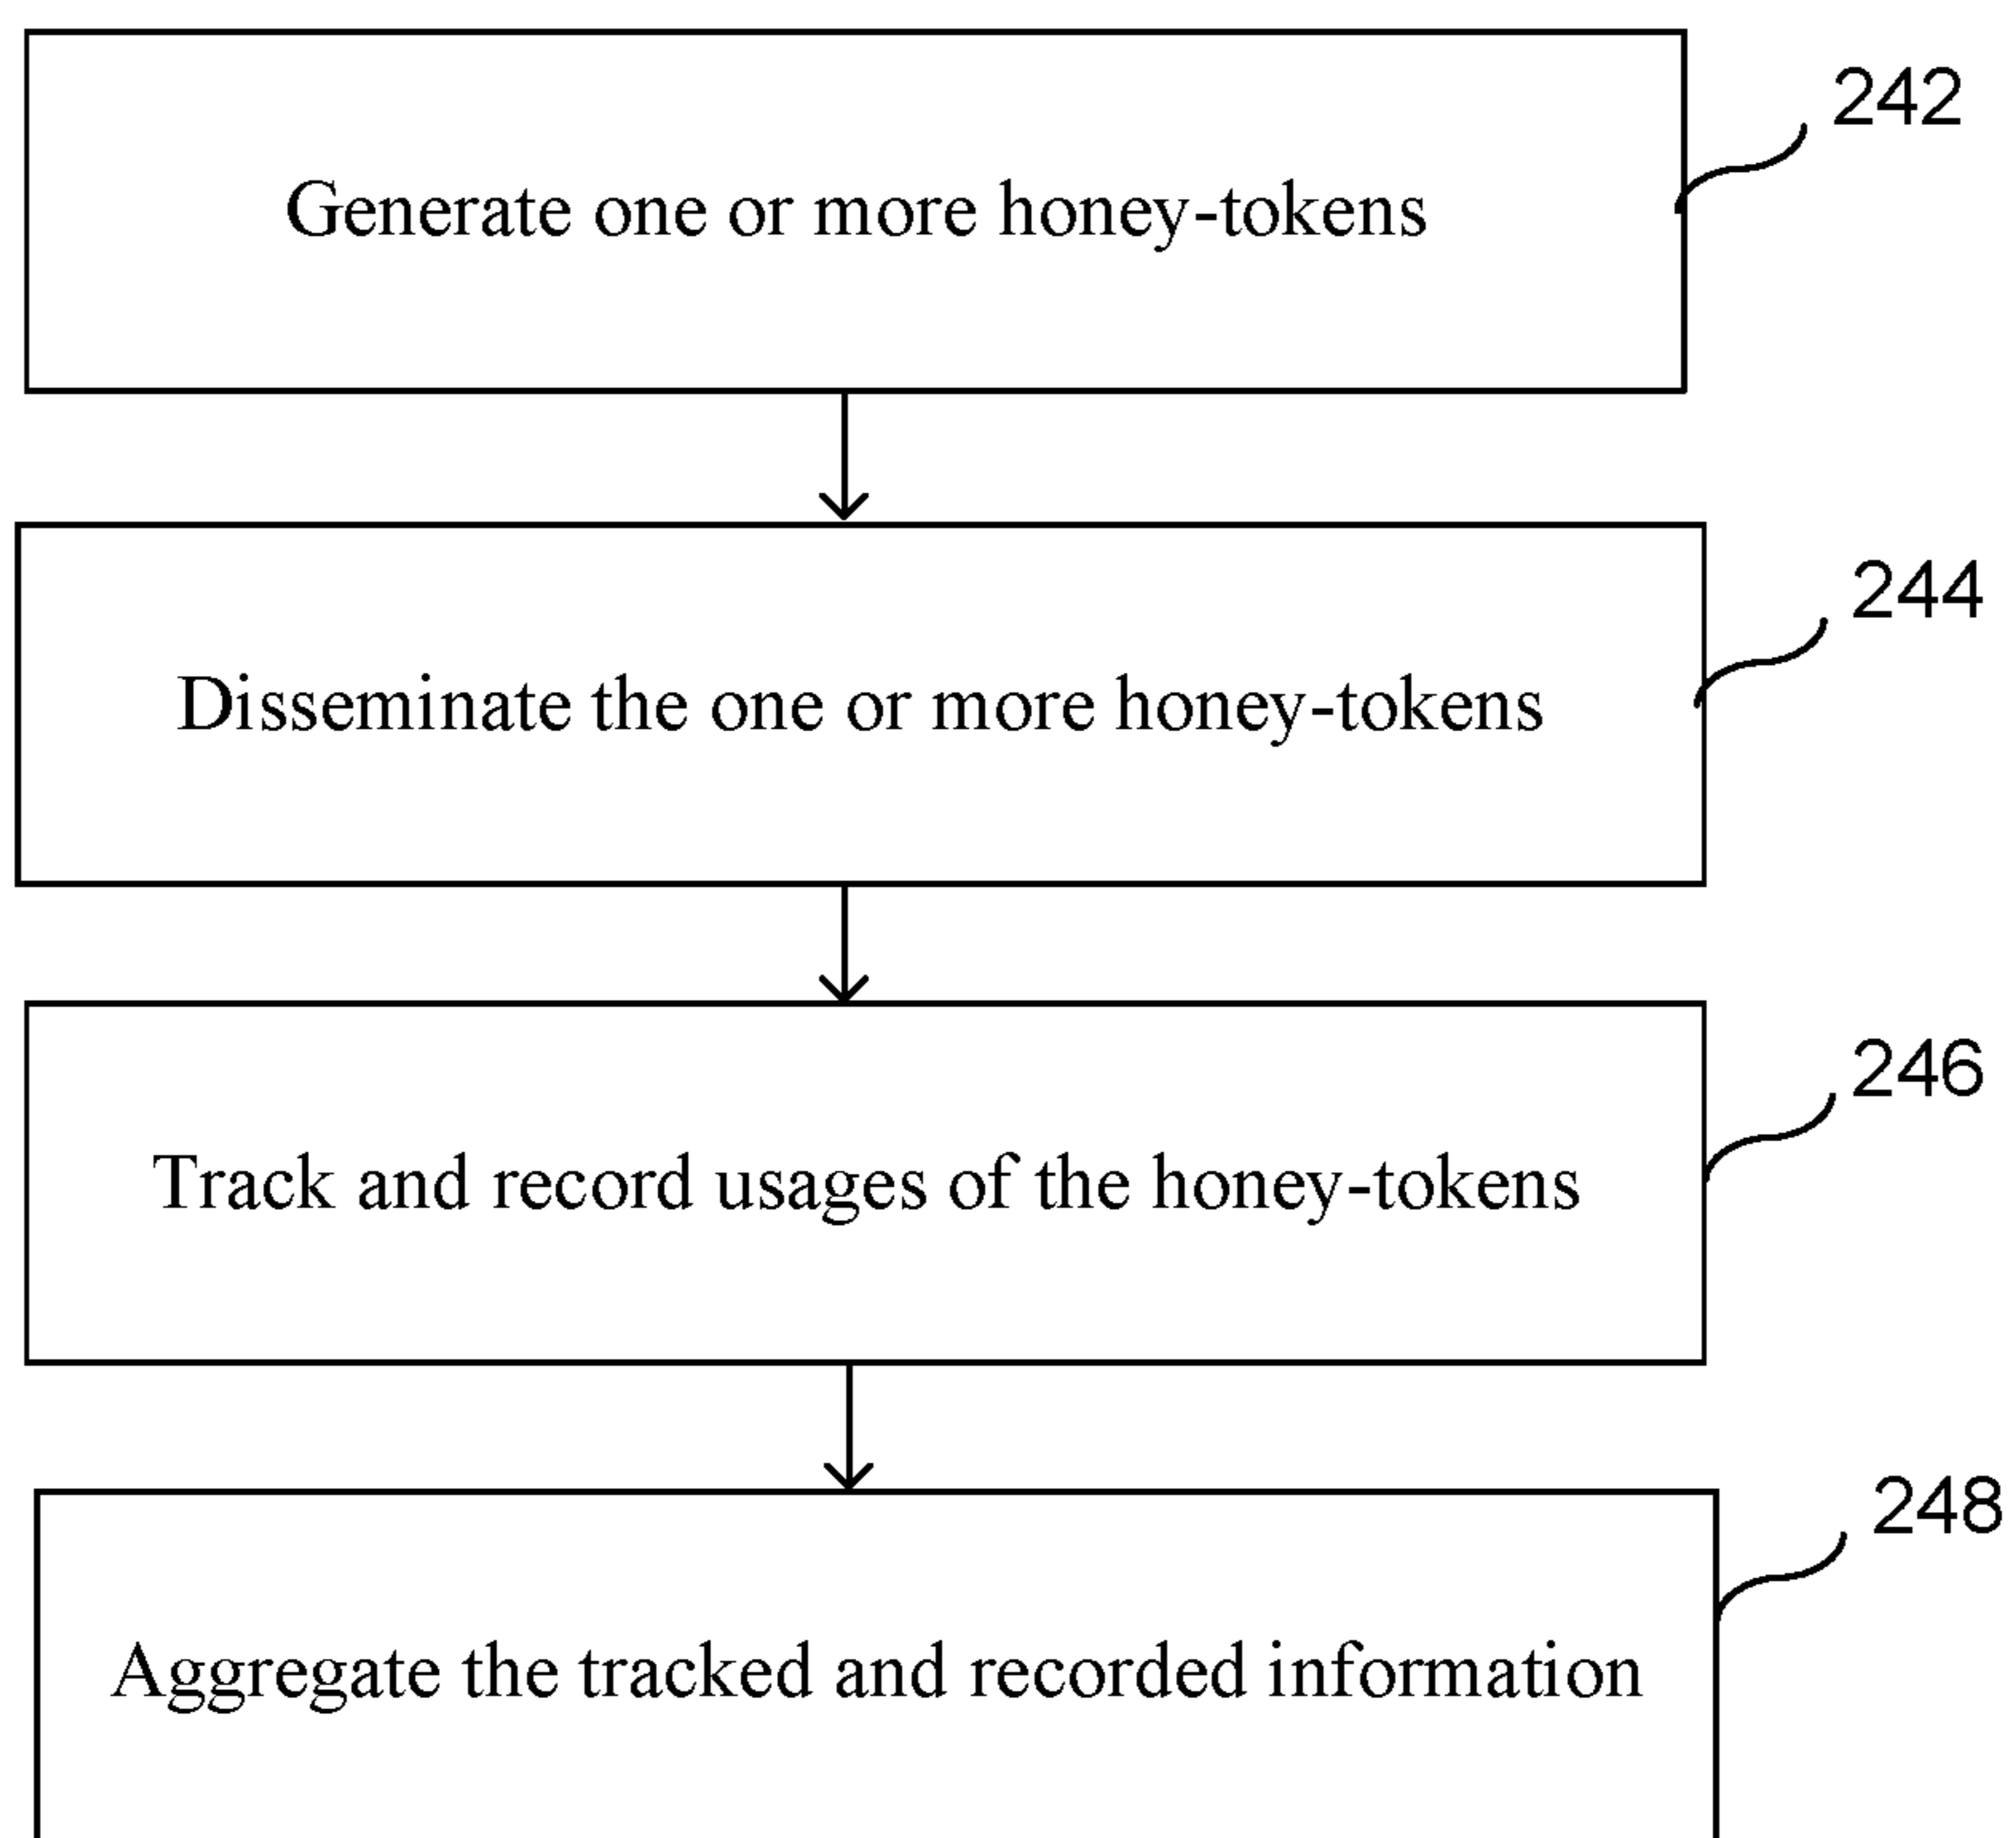 242
Generate one or more honey-tokens
244
Disseminate the one or more honey-tokens
246
Track and record usages of the honey-tokens
248
Aggregate the tracked and recorded information